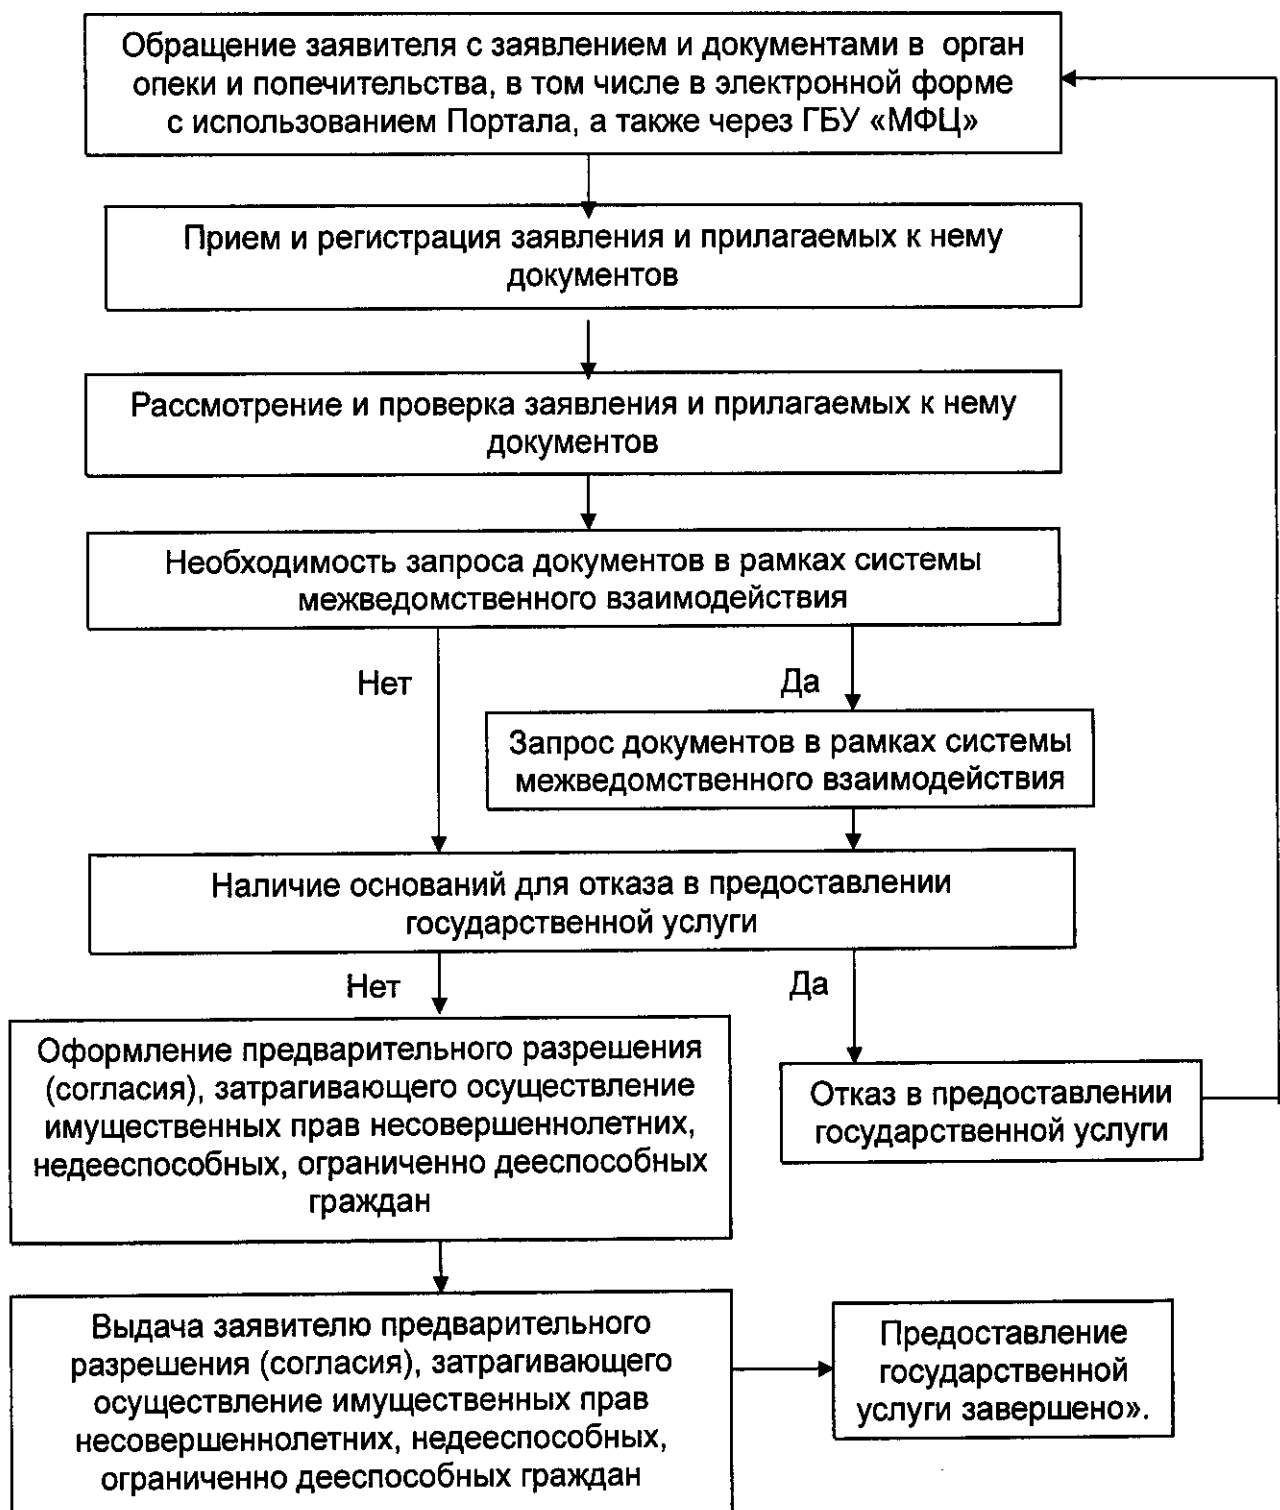 Обращение заявителя с заявлением и документами в орган
опеки и попечительства, в том числе в электронной форме
с использованием Портала, а также через ГБУ «МФЦ»
Прием и регистрация заявления и прилагаемых к нему
документов
Рассмотрение и проверка заявления и прилагаемых к нему
документов
Необходимость запроса документов в рамках системы
межведомственного взаимодействия
Нет
Да
Запрос документов в рамках системы
межведомственного взаимодействия
Наличие оснований для отказа в предоставлении
государственной услуги
Нет
Да
Оформление предварительного разрешения
(согласия), затрагивающего осуществление
имущественных прав несовершеннолетних,
недееспособных, ограниченно дееспособных
граждан
Отказ в предоставлении
государственной услуги
Выдача заявителю предварительного
разрешения (согласия), затрагивающего
осуществление имущественных прав
несовершеннолетних, недееспособных,
ограниченно дееспособных граждан
Предоставление
государственной
услуги завершено».